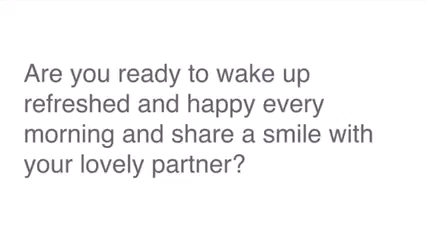 Are you ready to wake up
refreshed and happy every
morning and share a smile with
your lovely partner?